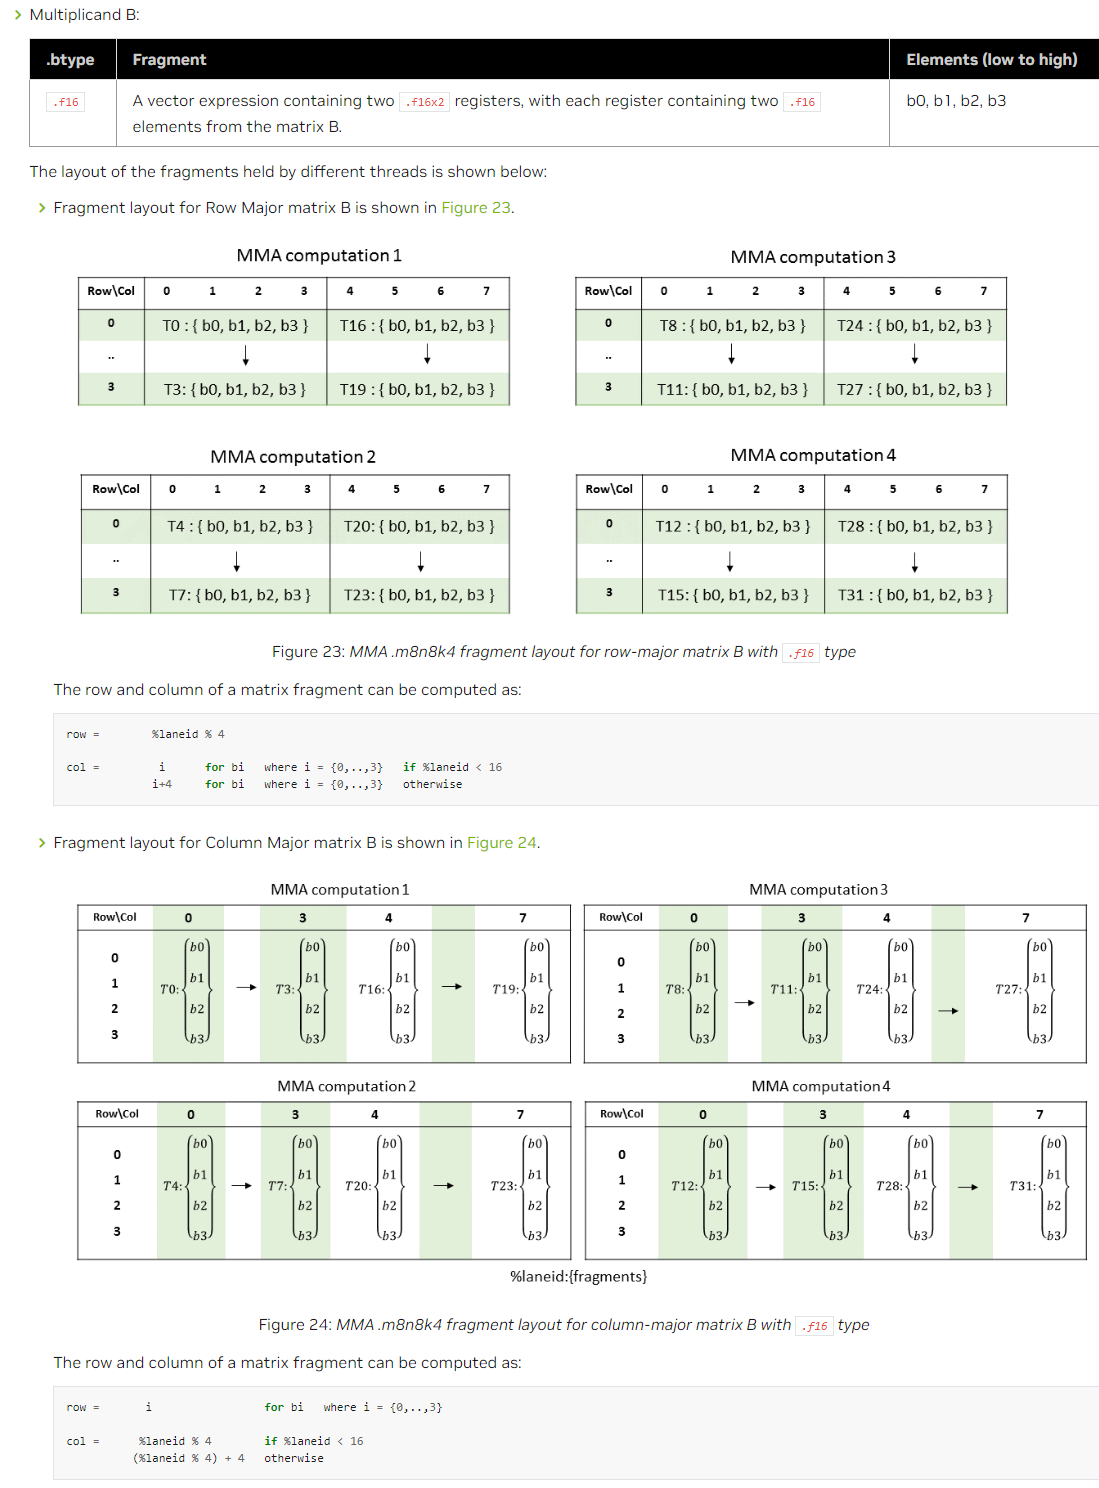 Multiplicand B:
.btype Fragment Elements (low to high)
.f16 A vector expression containing two .f16x2 registers, with each register containing two .f16 b0, b1, b2, b3
elements from the matrix B.
The layout of the fragments held by different threads is shown below:
Fragment layout for Row Major matrix B is shown in Figure 23.
MMA computation 1
Row\Col 0 1 2 3 4 5 6 7
0 T0 : { b0, b1, b2, b3 } T16 : { b0, b1, b2, b3 }
..
3 T3: { b0, b1, b2, b3 } T19 : { b0, b1, b2, b3 }
MMA computation 3
Row\Col 0 1 2 3 4 5 6 7
0 T8 : { b0, b1, b2, b3 } T24 : { b0, b1, b2, b3 }
..
3 T11: { b0, b1, b2, b3 } T27 : { b0, b1, b2, b3 }
MMA computation 2
Row\Col 0 1 2 3 4 5 6 7
0 T4 : { b0, b1, b2, b3 } T20: { b0, b1, b2, b3 }
..
3 T7: { b0, b1, b2, b3 } T23: { b0, b1, b2, b3 }
MMA computation 4
Row\Col 0 1 2 3 4 5 6 7
0 T12 : { b0, b1, b2, b3 } T28 : { b0, b1, b2, b3 }
..
3 T15: { b0, b1, b2, b3 } T31 : { b0, b1, b2, b3 }
Figure 23: MMA .m8n8k4 fragment layout for row-major matrix B with .f16 type
The row and column of a matrix fragment can be computed as:
row = %laneid % 4
col = i for bi where i = {0,..,3} if %laneid < 16
i+4 for bi where i = {0,..,3} otherwise
Fragment layout for Column Major matrix B is shown in Figure 24.
MMA computation 1
Row\Col 0 3 4 7
b0 b0 b0 b0
0
1 T0: b1 T3: b1 T16: b1 T19: b1
2 b2 b2 b2 b2
3 b3 b3 b3 b3
MMA computation 3
Row\Col 0 3 4 7
b0 b0 b0 b0
0
1 T8: b1 T11: b1 T24: b1 T27: b1
2 b2 b2 b2 b2
3 b3 b3 b3 b3
MMA computation 2
Row\Col 0 3 4 7
b0 b0 b0 b0
0
1 T4: b1 T7: b1 T20: b1 T23: b1
2 b2 b2 b2 b2
3 b3 b3 b3 b3
MMA computation 4
Row\Col 0 3 4 7
b0 b0 b0 b0
0
1 T12: b1 T15: b1 T28: b1 T31: b1
2 b2 b2 b2 b2
3 b3 b3 b3 b3
%laneid:{fragments}
Figure 24: MMA .m8n8k4 fragment layout for column-major matrix B with .f16 type
The row and column of a matrix fragment can be computed as:
row = i for bi where i = {0,..,3}
col = %laneid % 4 if %laneid < 16
(%laneid % 4) + 4 otherwise